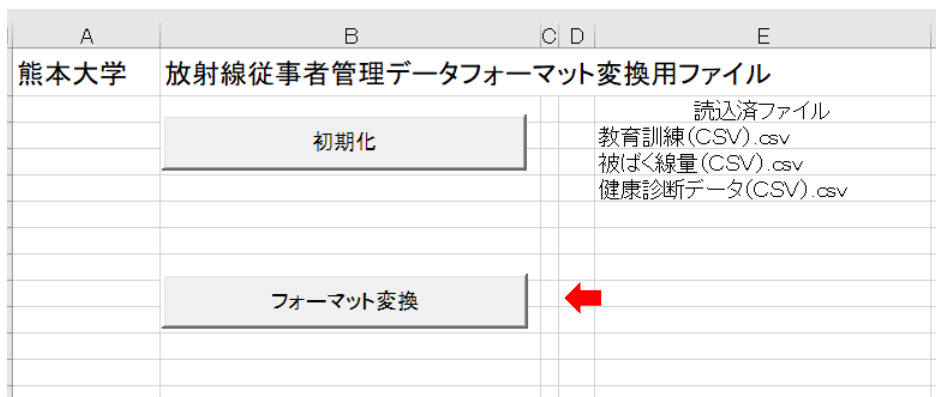 A B C D E
熊本大学 放射線従事者管理データフォーマット変換用ファイル
読込済ファイル
初期化
教育訓練(CSV).csv
被ばく線量(CSV).csv
健康診断データ(CSV).csv
フォーマット変換